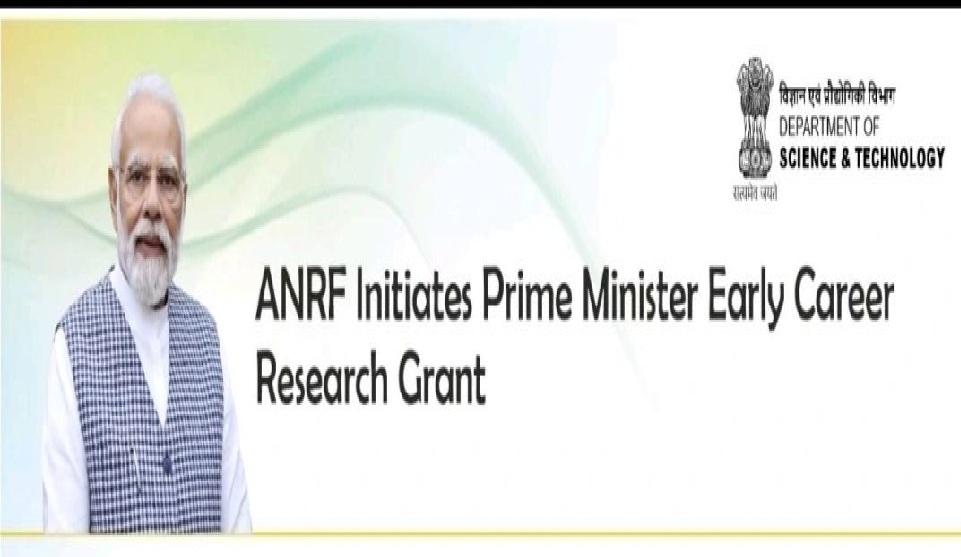 विज्ञान एवं प्रौद्योगिकी विभाग
DEPARTMENT OF
SCIENCE & TECHNOLOGY
सत्यमेव जयते
ANRF Initiates Prime Minister Early Career
Research Grant